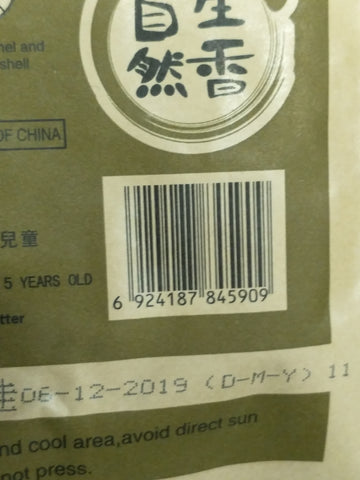 自生
然香
nel and
shell
OF CHINA
兒童
5 YEARS OLD
tter
6 924187 845909
06-12-2019 (D-M-Y) 11
nd cool area,avoid direct sun
not press.